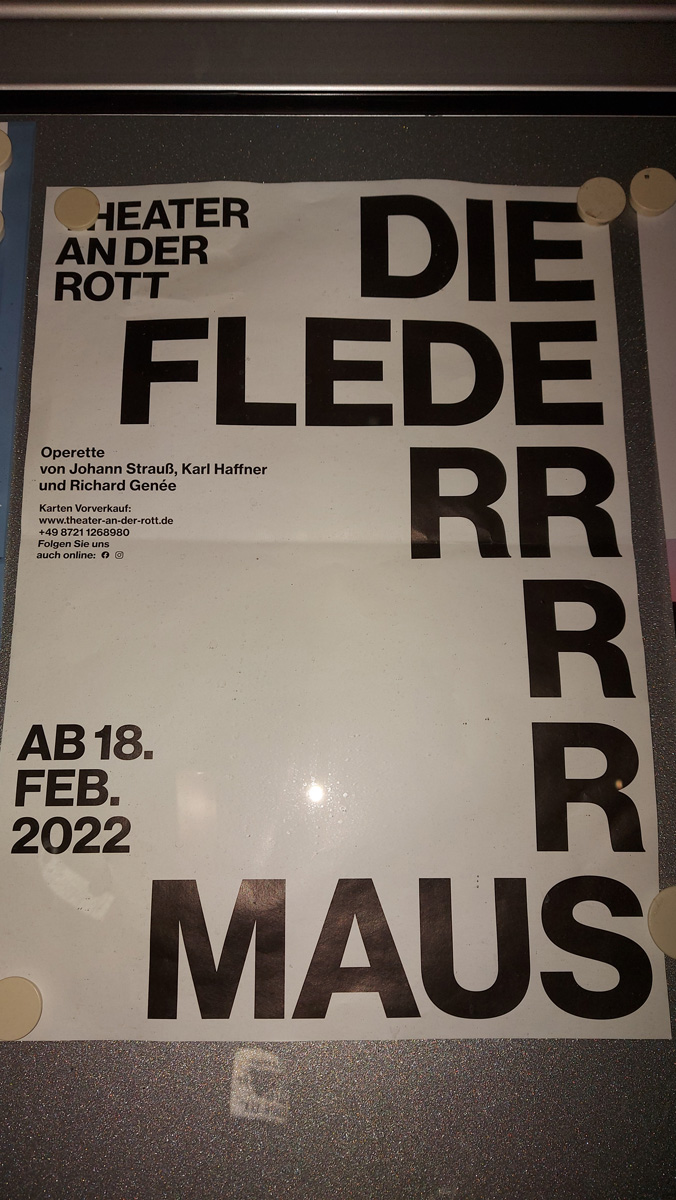 THEATER
AN DER
ROTT
DIE
FLEDE
RR
R
R
MAUS
Operette
von Johann Strauß, Karl Haffner
und Richard Genée
Karten Vorverkauf:
www.theater-an-der-rott.de
+49 8721 1268980
Folgen Sie uns
auch online:
AB 18.
FEB.
2022